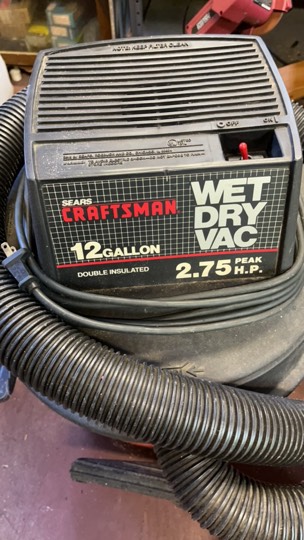 NOTE: KEEP FILTER CLEAN
OFF ON
SEARS
CRAFTSMAN
WET
DRY
VAC
12 GALLON
DOUBLE INSULATED
2.75 PEAK H.P.